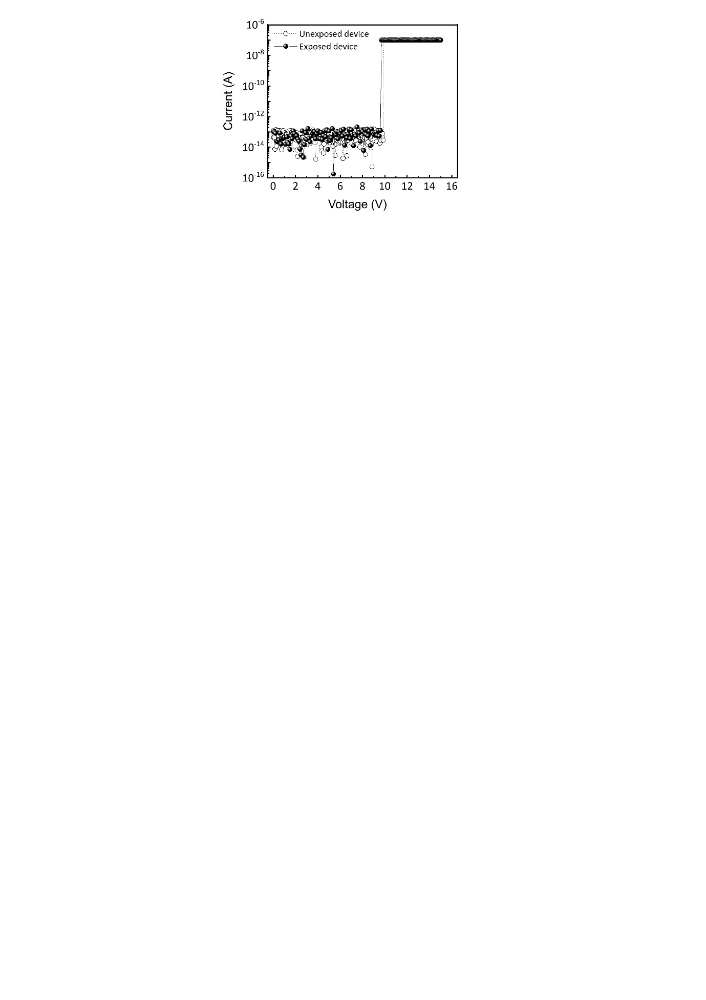 10-6
Unexposed device
Exposed device
10-8
10-10
10-12
10-14
10-16
Current (A)
0 2 4 6 8 10 12 14 16
Voltage (V)